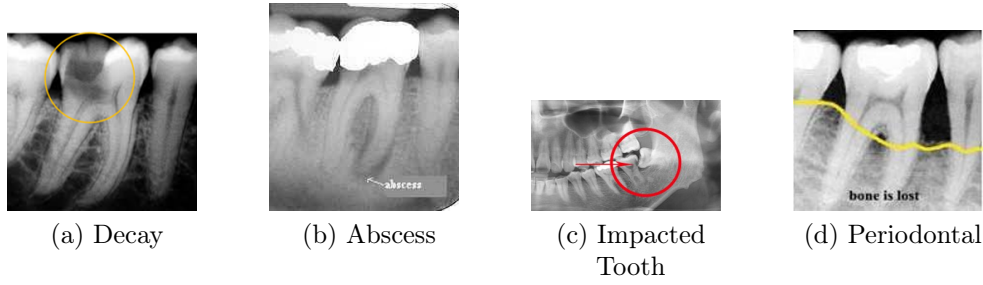 abscess
bone is lost
(a) Decay
(b) Abscess
(c) Impacted
Tooth
(d) Periodontal